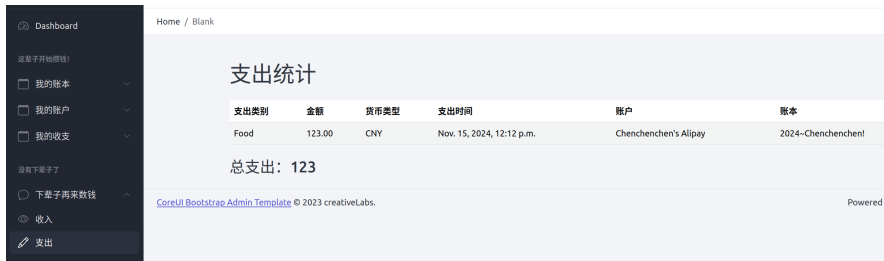 Dashboard
这辈子开始攒钱!
我的账本
我的账户
我的收支
没有下辈子了
下辈子再来数钱
收入
支出
Home / Blank
支出统计
支出类别 金额 货币类型 支出时间 账户 账本
Food 123.00 CNY Nov. 15, 2024, 12:12 p.m. Chenchenchen's Alipay 2024~Chenchenchen!
总支出：123
CoreUI Bootstrap Admin Template © 2023 creativeLabs. Powered